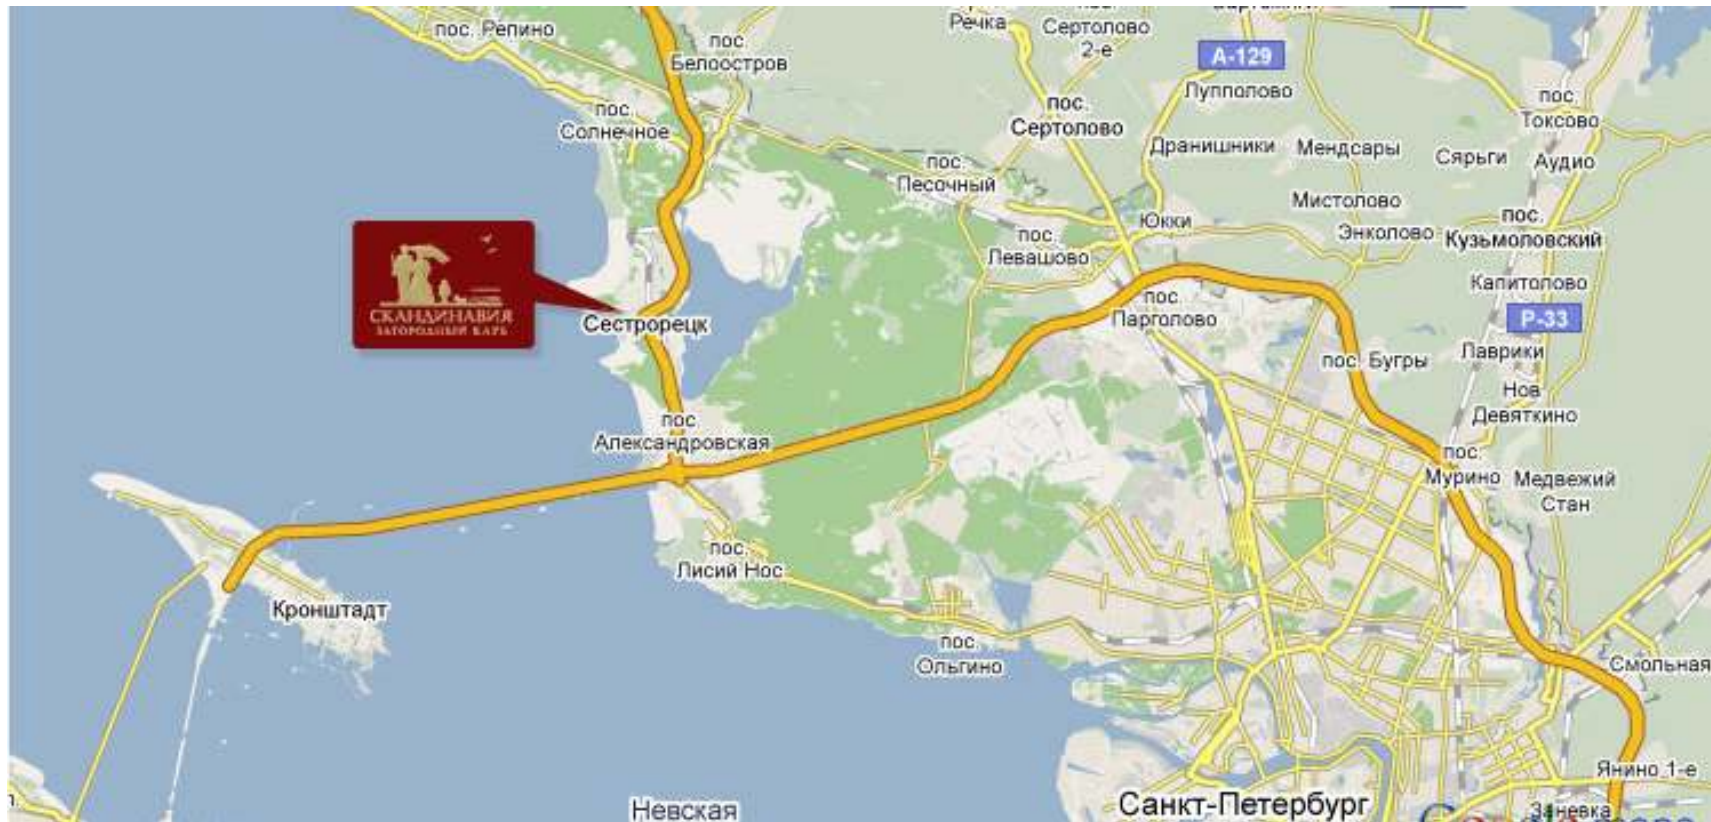 пос. Репино
пос.
Белоостров
Речка
Сертолово
2-е
А-129
Лупполово
пос.
Токсово
пос.
Солнечное
пос.
Сертолово
Дранишники
Мендсары
Сярьги
Аудио
пос.
Песочный
Мистолово
Юкки
Энколово
пос.
Кузьмоловский
пос.
Левашово
Капитолово
СКАНДИНАВИЯ
ЗАГОРОДНЫЙ КЛУБ
Сестрорецк
пос.
Парголово
Р-33
пос. Бугры
Лаврики
Нов
Девяткино
пос
Александровская
пос.
Мурино
Медвежий
Стан
пос.
Лисий Нос
Кронштадт
пос.
Ольгино
Смольная
Янино 1-е
Санкт-Петербург
Заневка
Невская